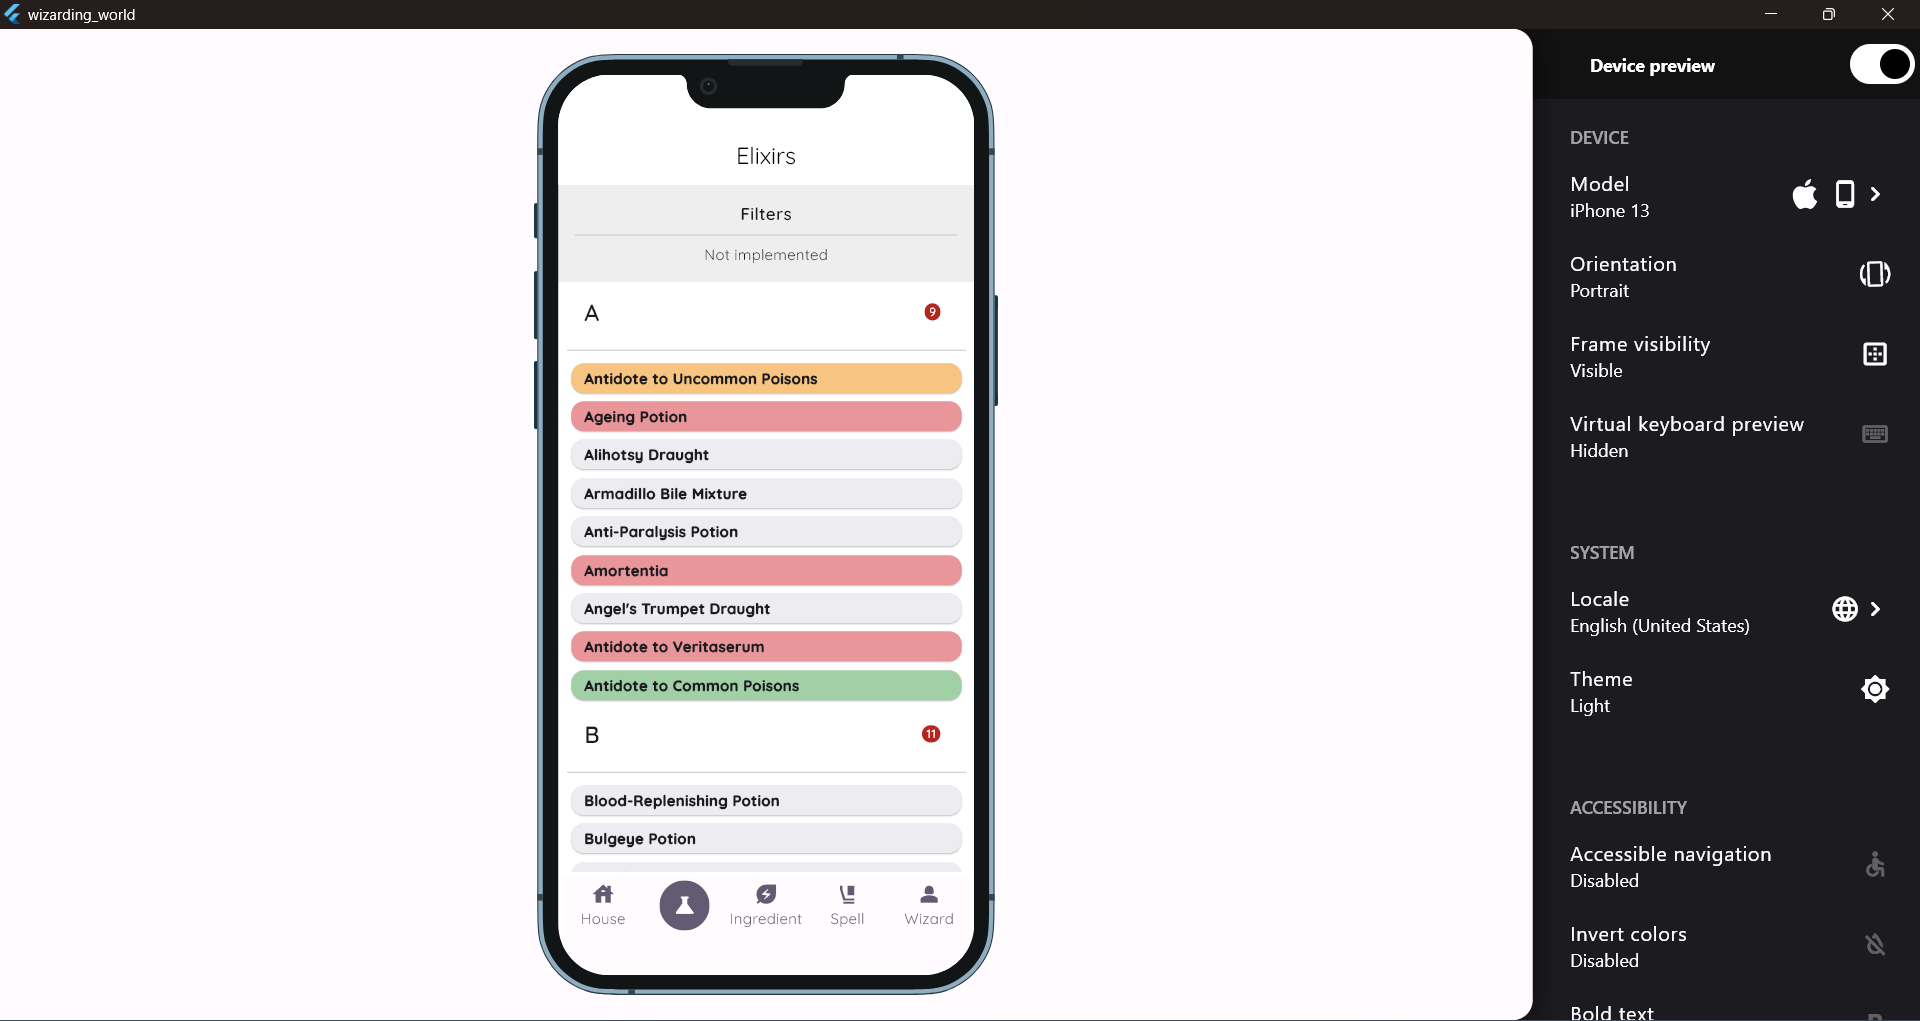 wizarding_world
Elixirs
Filters
Not implemented
A
9
Antidote to Uncommon Poisons
Ageing Potion
Alihotsy Draught
Armadillo Bile Mixture
Anti-Paralysis Potion
Amortentia
Angel's Trumpet Draught
Antidote to Veritaserum
Antidote to Common Poisons
B
11
Blood-Replenishing Potion
Bulgeye Potion
House
Ingredient
Spell
Wizard
Device preview
DEVICE
Model
iPhone 13
Orientation
Portrait
Frame visibility
Visible
Virtual keyboard preview
Hidden
SYSTEM
Locale
English (United States)
Theme
Light
ACCESSIBILITY
Accessible navigation
Disabled
Invert colors
Disabled
Bold text